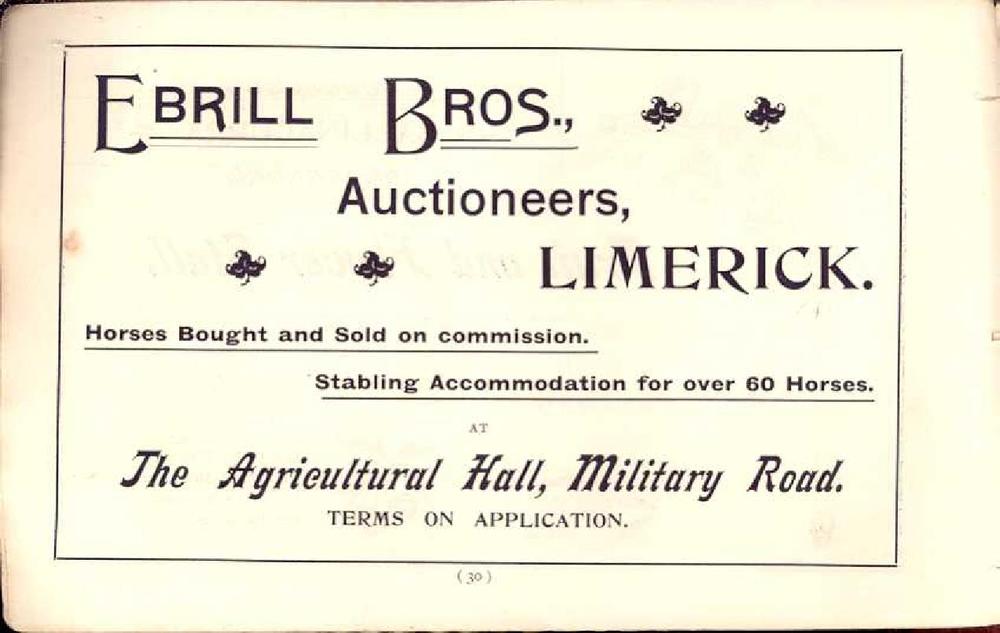 EBRILL BROS.,
Auctioneers,
LIMERICK.
Horses Bought and Sold on commission.
Stabling Accommodation for over 60 Horses.
AT
The Agricultural Hall, Military Road.
TERMS ON APPLICATION.
(30)